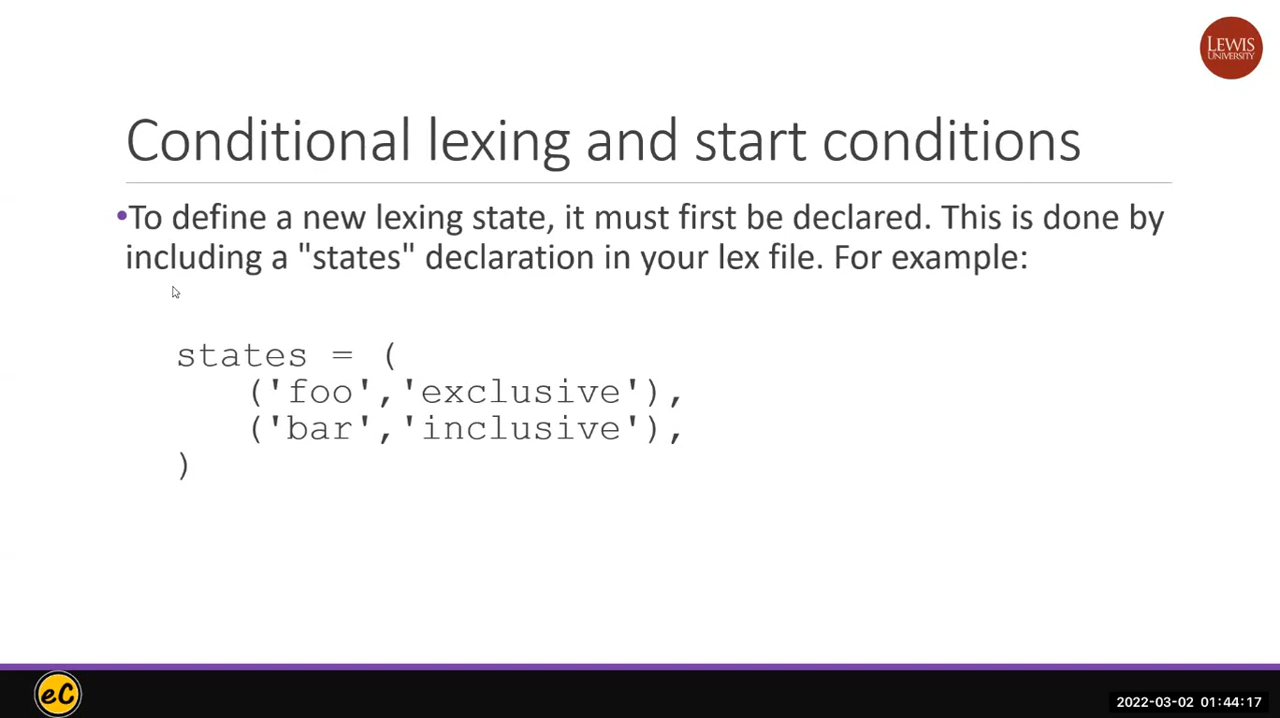 LEWIS
UNIVERSITY
Conditional lexing and start conditions
•To define a new lexing state, it must first be declared. This is done by
including a "states" declaration in your lex file. For example:
states = (
    ('foo','exclusive'),
    ('bar','inclusive'),
)
eC
2022-03-02 01:44:17